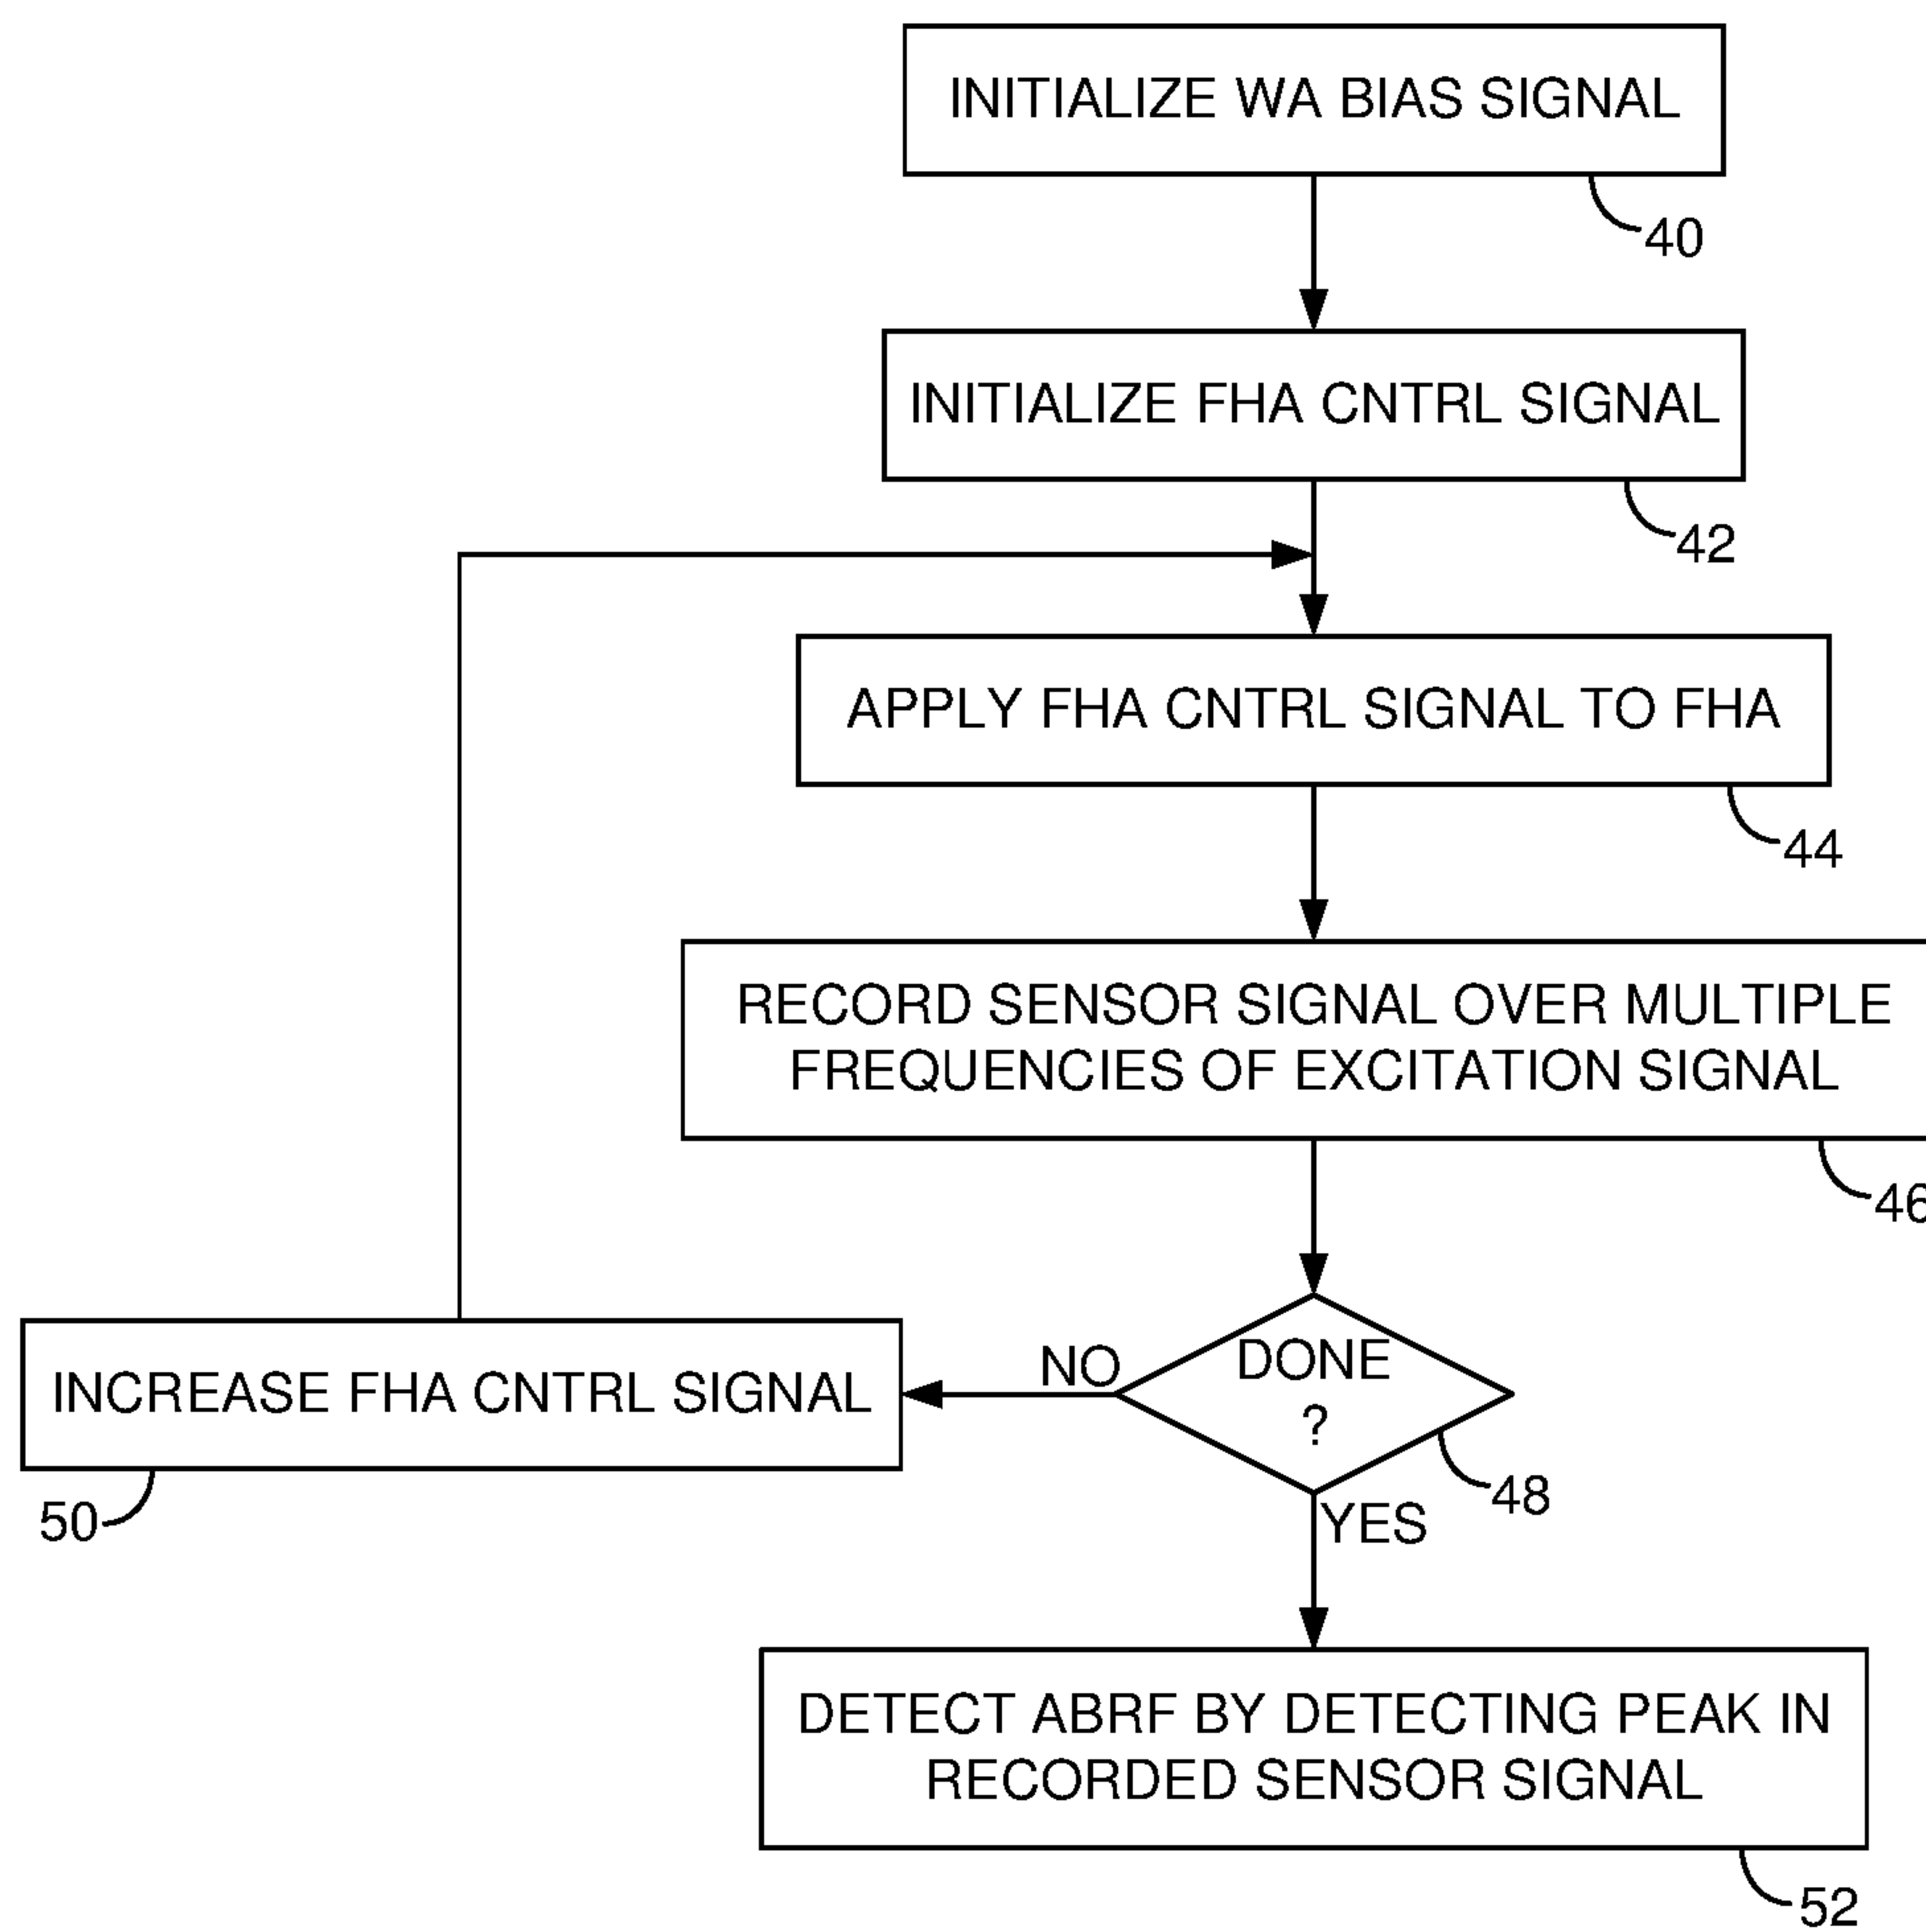 INITIALIZE WA BIAS SIGNAL
40
INITIALIZE FHA CNTRL SIGNAL
42
APPLY FHA CNTRL SIGNAL TO FHA
44
RECORD SENSOR SIGNAL OVER MULTIPLE
FREQUENCIES OF EXCITATION SIGNAL
46
DONE
?
48
NO
INCREASE FHA CNTRL SIGNAL
50
YES
DETECT ABRF BY DETECTING PEAK IN
RECORDED SENSOR SIGNAL
52